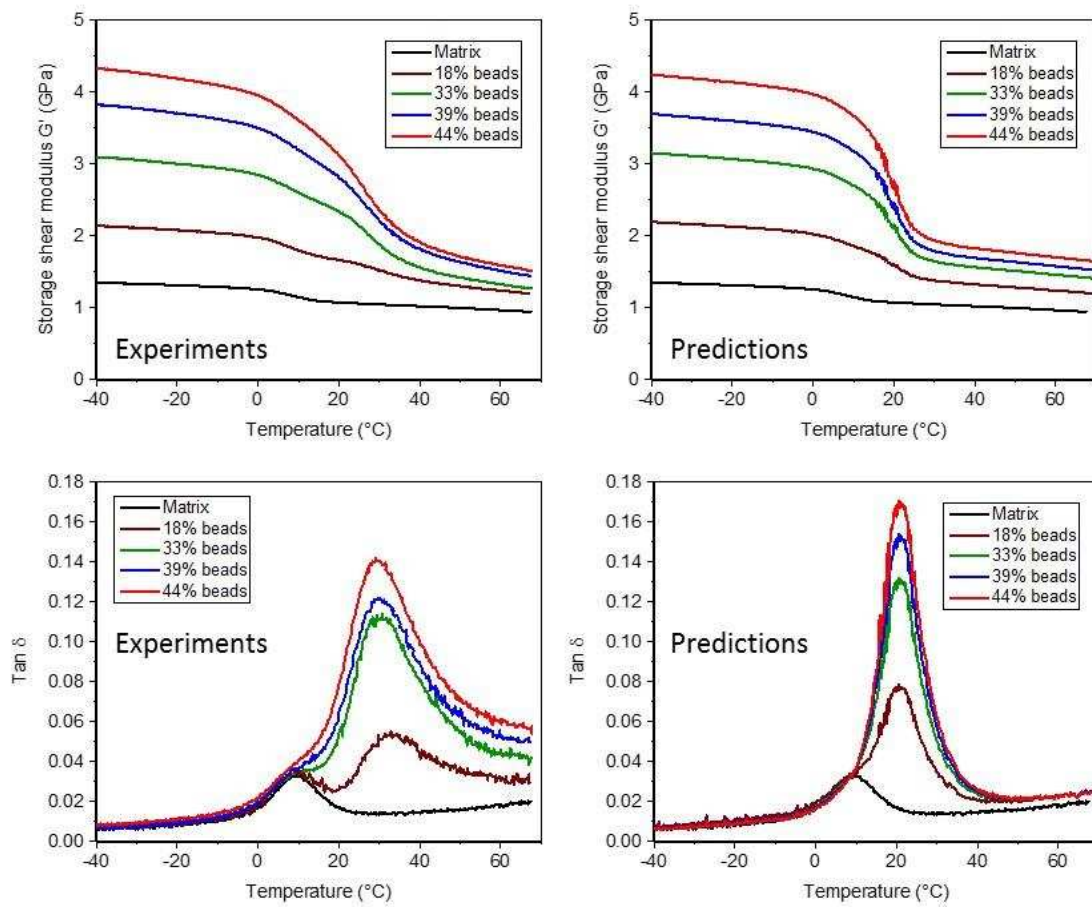 5
4
3
2
1
0
Storage shear modulus G' (GPa)
Matrix
18% beads
33% beads
39% beads
44% beads
Experiments
-40
-20
0
20
40
60
Temperature (°C)
5
4
3
2
1
0
Storage shear modulus G' (GPa)
Matrix
18% beads
33% beads
39% beads
44% beads
Predictions
-40
-20
0
20
40
60
Temperature (°C)
0.18
0.16
0.14
0.12
0.10
0.08
0.06
0.04
0.02
0.00
Tan δ
Matrix
18% beads
33% beads
39% beads
44% beads
Experiments
-40
-20
0
20
40
60
Temperature (°C)
0.18
0.16
0.14
0.12
0.10
0.08
0.06
0.04
0.02
0.00
Tan δ
Matrix
18% beads
33% beads
39% beads
44% beads
Predictions
-40
-20
0
20
40
60
Temperature (°C)